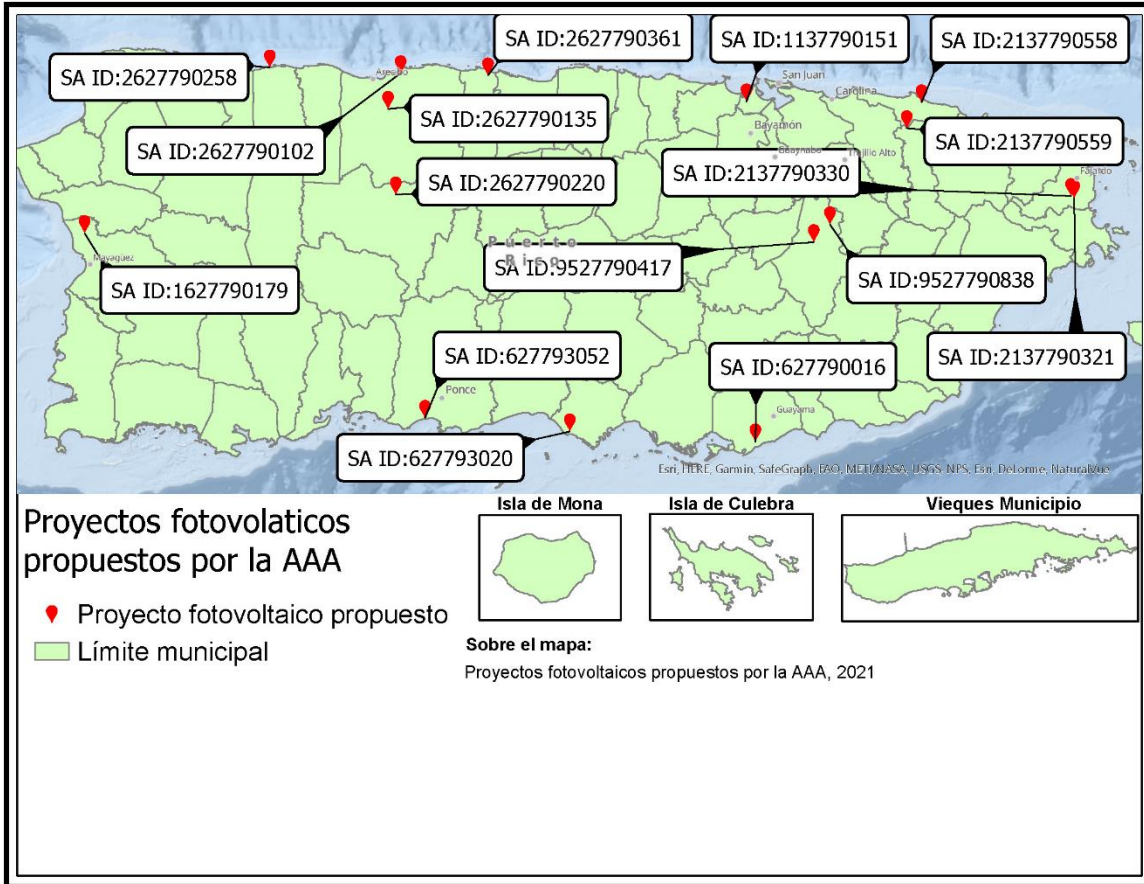 SA ID:2627790361
SA ID:1137790151
SA ID:2137790558
SA ID:2627790258
Arecibo
San Juan
Carolina
SA ID:2627790135
Bayamón
SA ID:2627790102
Guaynabo
Trujillo Alto
SA ID:2137790559
SA ID:2627790220
SA ID:2137790330
Fajardo
Puerto
Rico
Mayagüez
SA ID:9527790417
SA ID:1627790179
SA ID:9527790838
SA ID:627793052
SA ID:627790016
SA ID:2137790321
Ponce
Guayama
SA ID:627793020
Esri, HERE, Garmin, SafeGraph, FAO, METI/NASA, USGS, NPS, Esri, DeLorme, NaturalVue
Proyectos fotovolaticos
propuestos por la AAA
Proyecto fotovoltaico propuesto
Límite municipal
Isla de Mona
Isla de Culebra
Vieques Municipio
Sobre el mapa:
Proyectos fotovoltaicos propuestos por la AAA, 2021